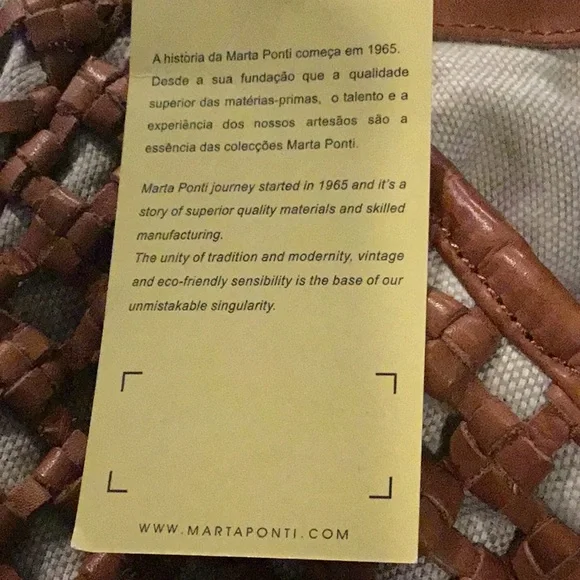 A história da Marta Ponti começa em 1965.
Desde a sua fundação que a qualidade
superior das matérias-primas, o talento e a
experiência dos nossos artesãos são a
essência das colecções Marta Ponti.
Marta Ponti journey started in 1965 and it's a
story of superior quality materials and skilled
manufacturing.
The unity of tradition and modernity, vintage
and eco-friendly sensibility is the base of our
unmistakable singularity.
WWW.MARTAPONTI.COM